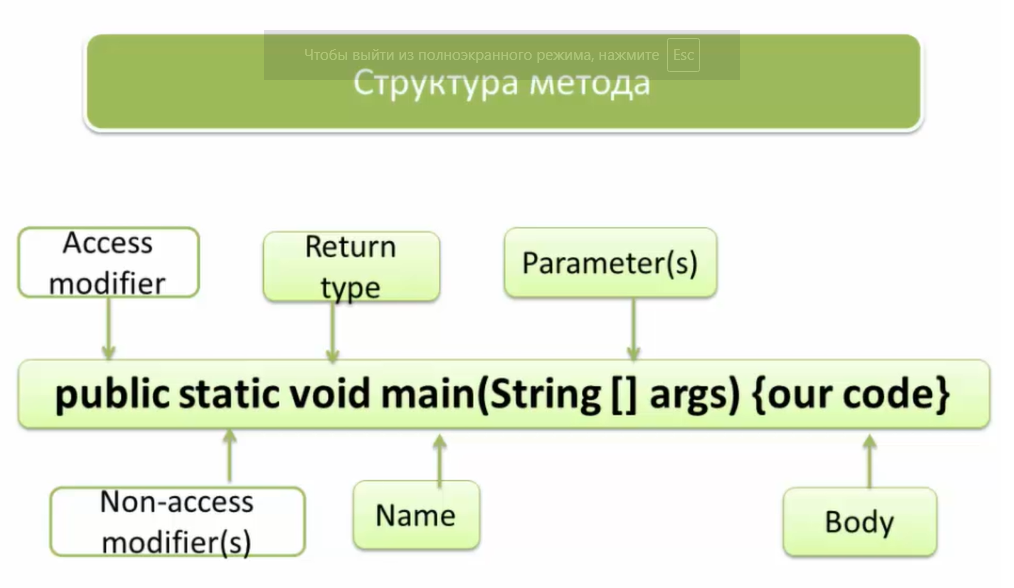 Чтобы выйти из полноэкранного режима, нажмите Esc
Структура метода
Access
modifier
Return
type
Parameter(s)
public static void main(String [] args) {our code}
Non-access
modifier(s)
Name
Body